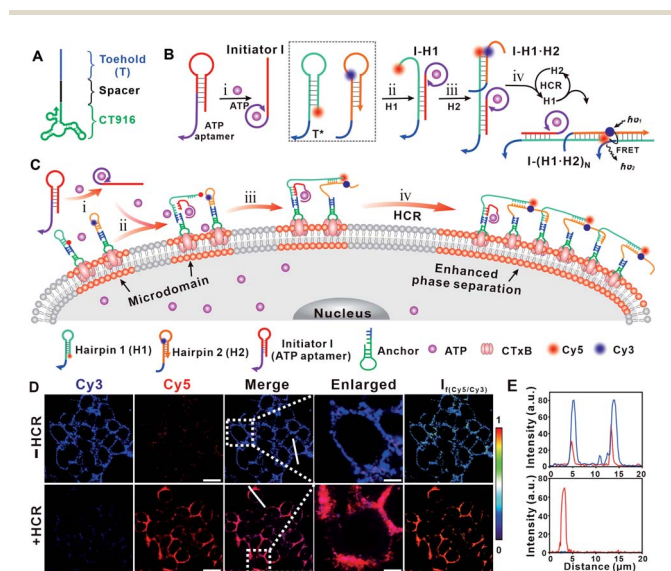 A
Toehold (T)
Spacer
CT916
B
Initiator I
i
ATP
ATP aptamer
T*
ii
H1
I-H1
iii
H2
I-H1·H2
iv
H2
HCR
H1
hυ₁
FRET
hυ₂
I-(H1·H2)N
C
i
ii
iii
iv
HCR
Microdomain
Enhanced phase separation
Nucleus
Hairpin 1 (H1)
Hairpin 2 (H2)
Initiator I (ATP aptamer)
Anchor
ATP
CTxB
Cy5
Cy3
D
Cy3
Cy5
Merge
Enlarged
If(Cy5/Cy3)
−HCR
+HCR
1
0
E
Intensity (a.u.)
80
60
40
20
0
0 5 10 15 20
Intensity (a.u.)
80
60
40
20
0
0 5 10 15 20
Distance (μm)